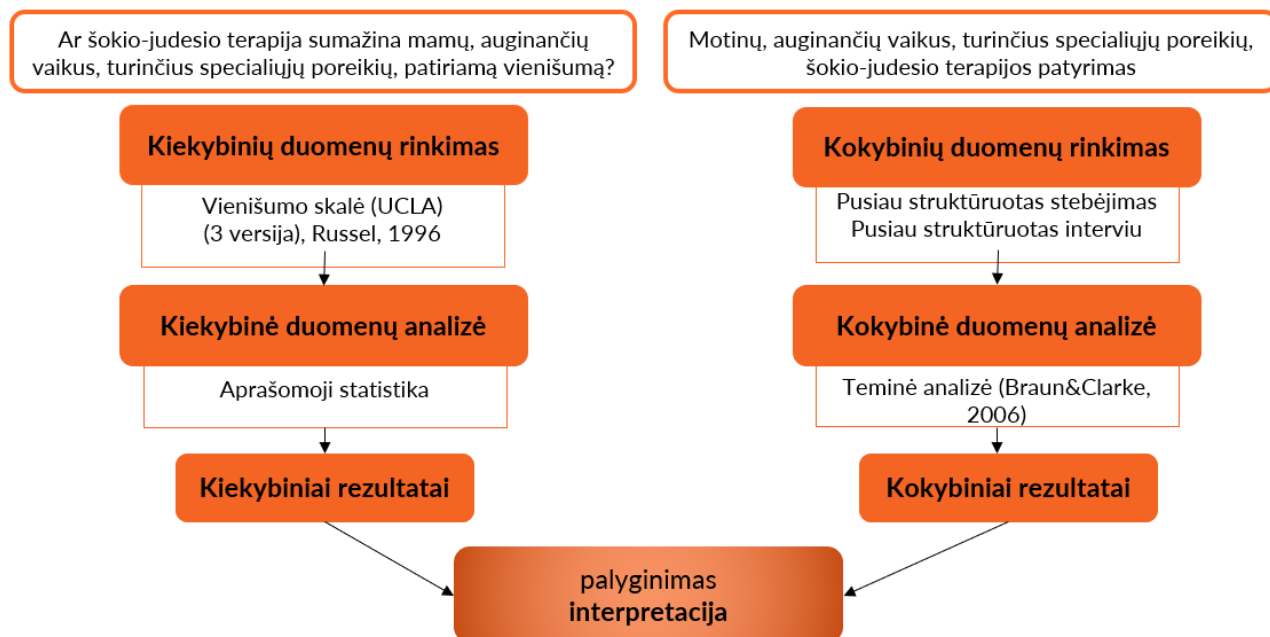 Ar šokio-judesio terapija sumažina mamų, auginančių
vaikus, turinčius specialiųjų poreikių, patiriamą vienišumą?
Kiekybinių duomenų rinkimas
Vienišumo skalė (UCLA)
(3 versija), Russel, 1996
Kiekybinė duomenų analizė
Aprašomoji statistika
Kiekybiniai rezultatai
Motinų, auginančių vaikus, turinčius specialiųjų poreikių,
šokio-judesio terapijos patyrimas
Kokybinių duomenų rinkimas
Pusiau struktūruotas stebėjimas
Pusiau struktūruotas interviu
Kokybinė duomenų analizė
Teminė analizė (Braun&Clarke,
2006)
Kokybiniai rezultatai
palyginimas
interpretacija